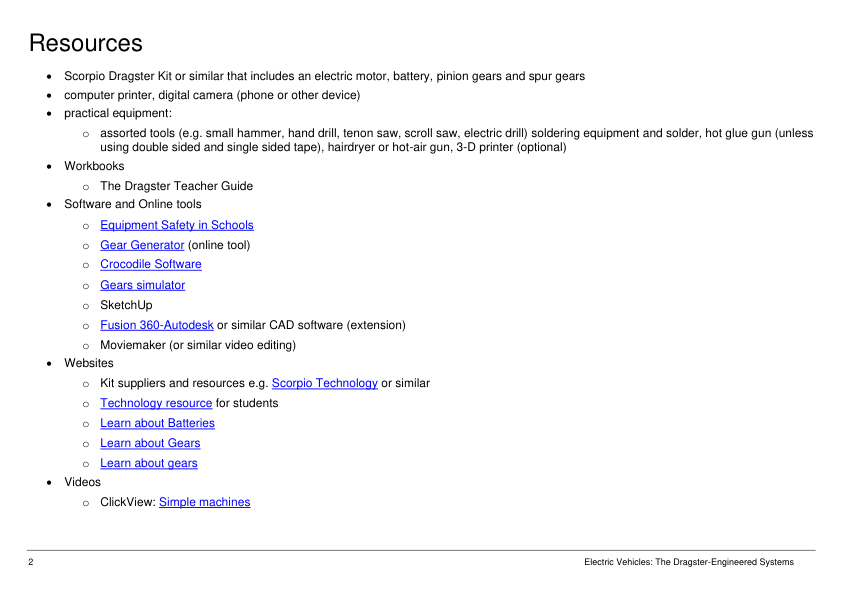 Resources
• Scorpio Dragster Kit or similar that includes an electric motor, battery, pinion gears and spur gears
• computer printer, digital camera (phone or other device)
• practical equipment:
o assorted tools (e.g. small hammer, hand drill, tenon saw, scroll saw, electric drill) soldering equipment and solder, hot glue gun (unless
using double sided and single sided tape), hairdryer or hot-air gun, 3-D printer (optional)
• Workbooks
o The Dragster Teacher Guide
• Software and Online tools
o Equipment Safety in Schools
o Gear Generator (online tool)
o Crocodile Software
o Gears simulator
o SketchUp
o Fusion 360-Autodesk or similar CAD software (extension)
o Moviemaker (or similar video editing)
• Websites
o Kit suppliers and resources e.g. Scorpio Technology or similar
o Technology resource for students
o Learn about Batteries
o Learn about Gears
o Learn about gears
• Videos
o ClickView: Simple machines
2 Electric Vehicles: The Dragster-Engineered Systems